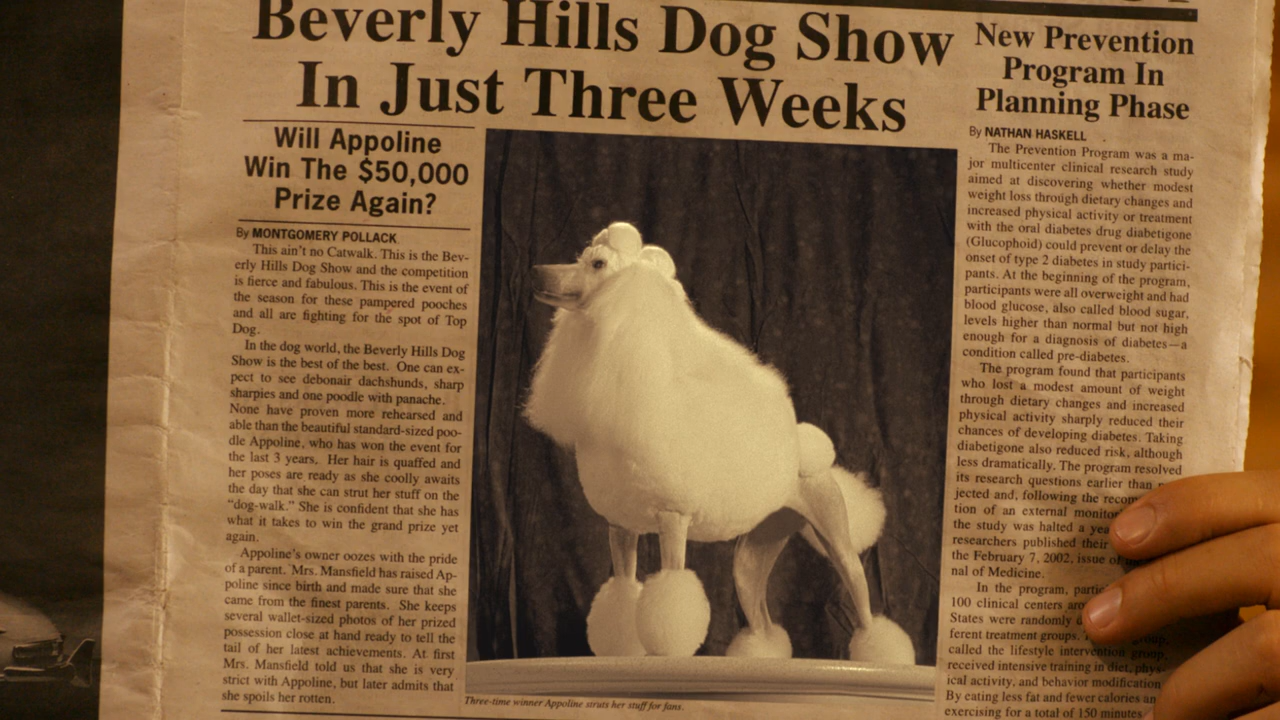 Beverly Hills Dog Show
In Just Three Weeks
Will Appoline
Win The $50,000
Prize Again?
By MONTGOMERY POLLACK
This ain't no Catwalk. This is the Bev-
erly Hills Dog Show and the competition
is fierce and fabulous. This is the event of
the season for these pampered pooches
and all are fighting for the spot of Top
Dog.
In the dog world, the Beverly Hills Dog
Show is the best of the best. One can ex-
pect to see debonair dachshunds, sharp
sharpies and one poodle with panache.
None have proven more rehearsed and
able than the beautiful standard-sized poo-
dle Appoline, who has won the event for
the last 3 years. Her hair is quaffed and
her poses are ready as she coolly awaits
the day that she can strut her stuff on the
"dog-walk." She is confident that she has
what it takes to win the grand prize yet
again.
Appoline's owner oozes with the pride
of a parent. Mrs. Mansfield has raised Ap-
poline since birth and made sure that she
came from the finest parents. She keeps
several wallet-sized photos of her prized
possession close at hand ready to tell the
tail of her latest achievements. At first
Mrs. Mansfield told us that she is very
strict with Appoline, but later admits that
she spoils her rotten.
Three-time winner Appoline struts her stuff for fans.
New Prevention
Program In
Planning Phase
By NATHAN HASKELL
The Prevention Program was a ma-
jor multicenter clinical research study
aimed at discovering whether modest
weight loss through dietary changes and
increased physical activity or treatment
with the oral diabetes drug diabetigone
(Glucophoid) could prevent or delay the
onset of type 2 diabetes in study partici-
pants. At the beginning of the program,
participants were all overweight and had
blood glucose, also called blood sugar,
levels higher than normal but not high
enough for a diagnosis of diabetes—a
condition called pre-diabetes.
The program found that participants
who lost a modest amount of weight
through dietary changes and increased
physical activity sharply reduced their
chances of developing diabetes. Taking
diabetigone also reduced risk, although
less dramatically. The program resolved
its research questions earlier than
jected and, following the
tion of an external
the study was halted a
researchers published their
the February 7, 2002, issue of
nal of Medicine.
In the program,
100 clinical centers
States were randomly
ferent treatment groups. group,
called the lifestyle intervention group,
received intensive training in diet, phys-
ical activity, and behavior modification
By eating less fat and fewer calories
exercising for a total of 150 minutes